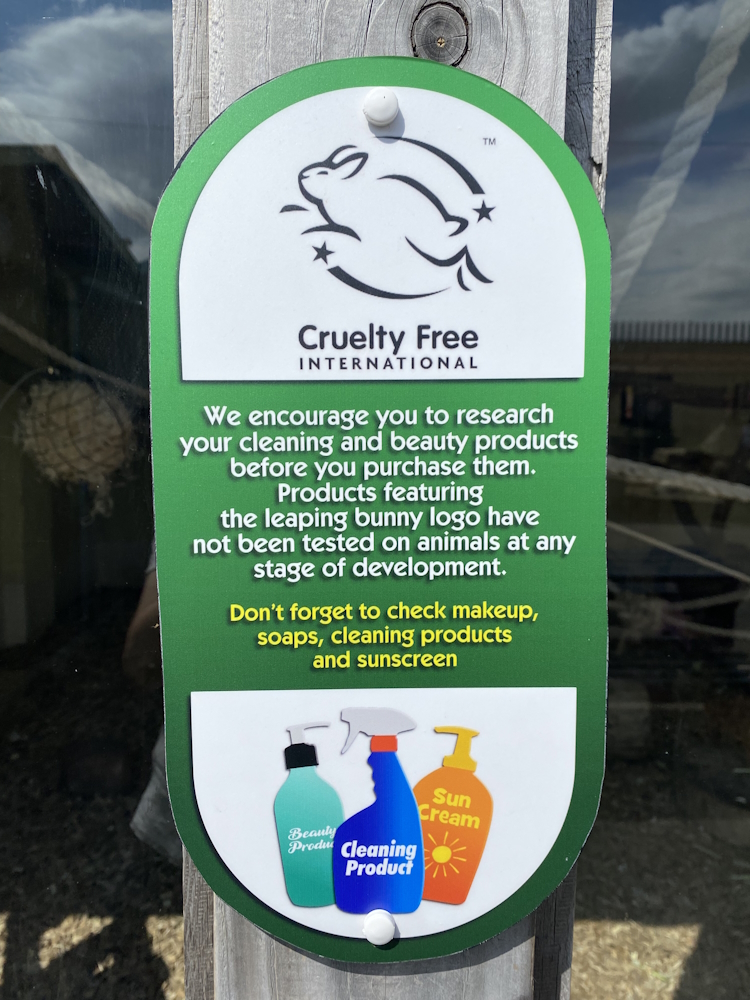 TM
Cruelty Free
INTERNATIONAL
We encourage you to research
your cleaning and beauty products
before you purchase them.
Products featuring
the leaping bunny logo have
not been tested on animals at any
stage of development.
Don't forget to check makeup,
soaps, cleaning products
and sunscreen
Beauty
Produc
Cleaning
Product
Sun
Cream